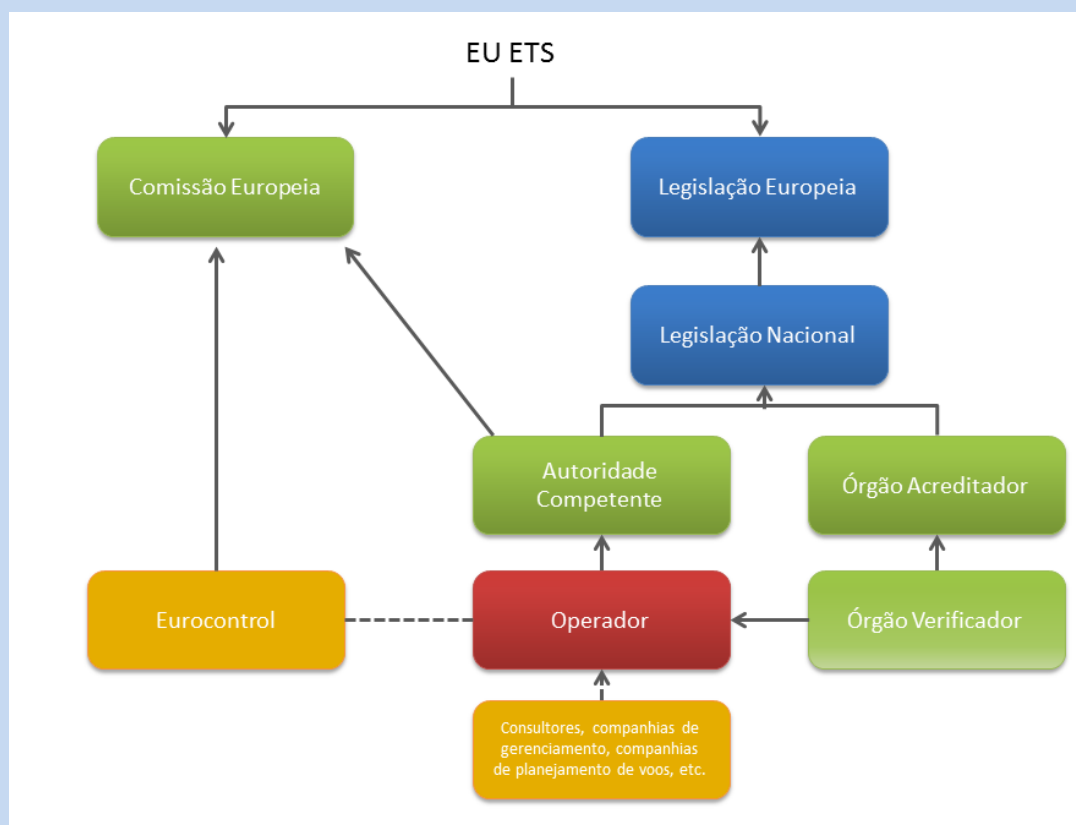 EU ETS
Comissão Europeia
Legislação Europeia
Legislação Nacional
Autoridade
Competente
Órgão Acreditador
Eurocontrol
Operador
Órgão Verificador
Consultores, companhias de
gerenciamento, companhias
de planejamento de voos, etc.